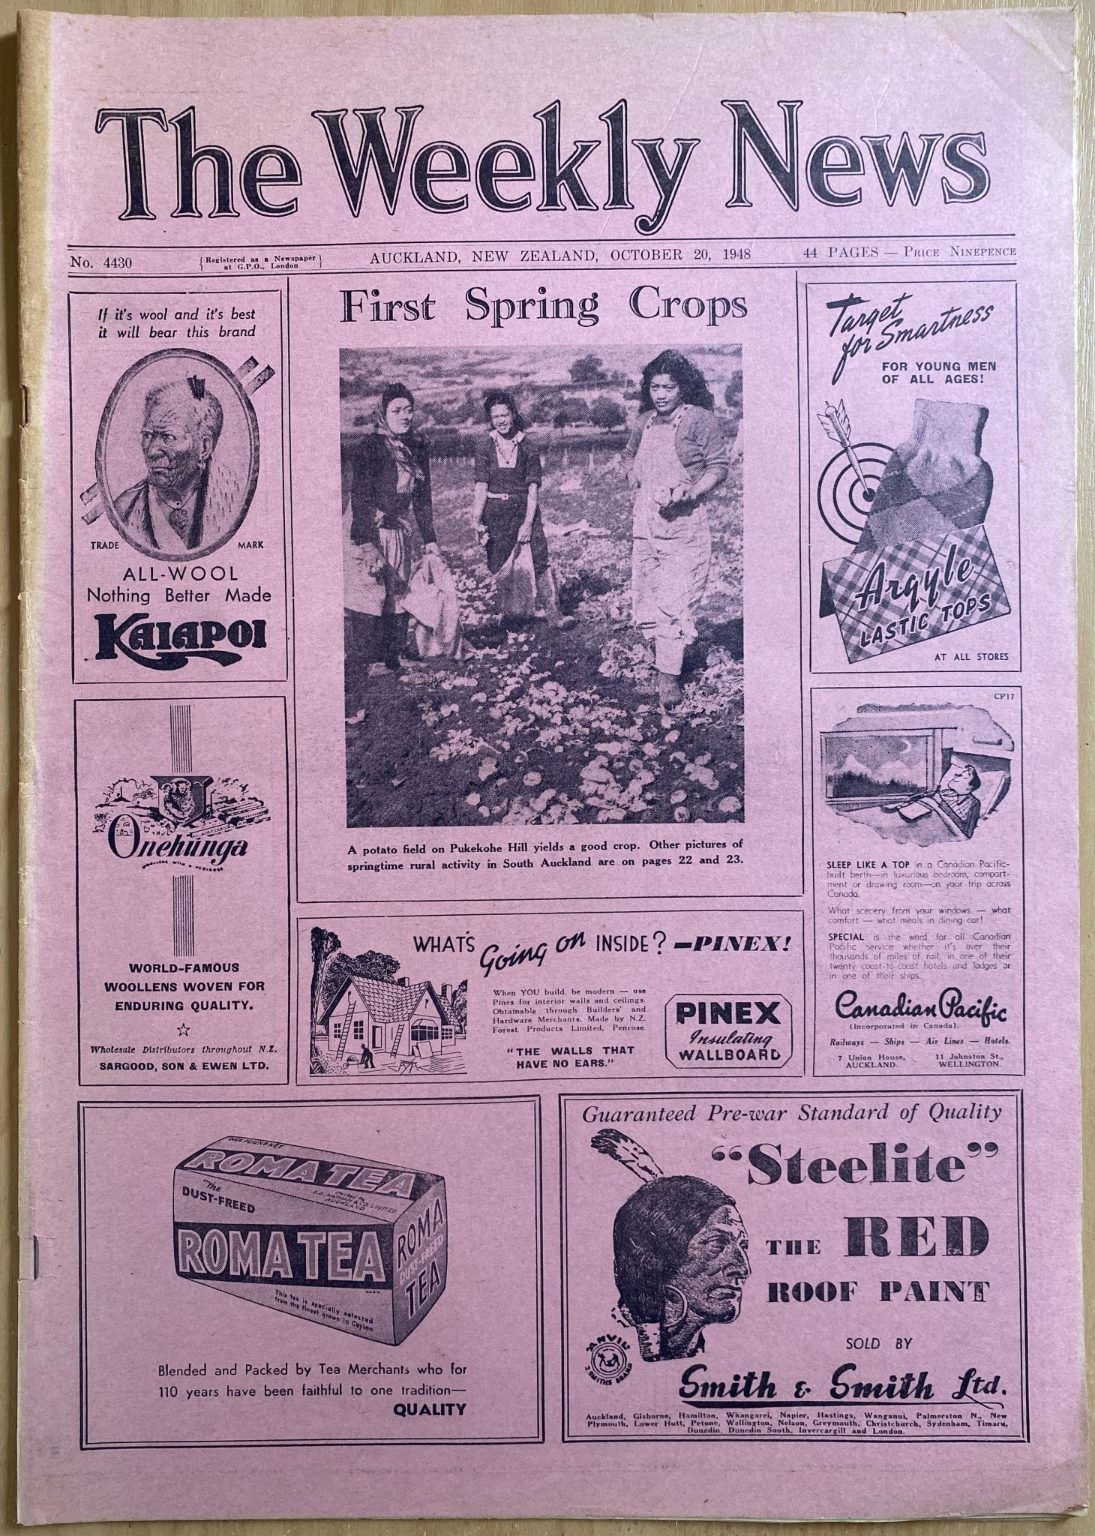 The Weekly News
No. 4430
Registered as a Newspaper
at G.P.O., London
AUCKLAND, NEW ZEALAND, OCTOBER 20, 1948
44 PAGES — PRICE NINEPENCE
If it's wool and it's best
it will bear this brand
TRADE MARK
ALL-WOOL
Nothing Better Made
KAIAPOI
First Spring Crops
A potato field on Pukekohe Hill yields a good crop. Other pictures of
springtime rural activity in South Auckland are on pages 22 and 23.
Target
for Smartness
FOR YOUNG MEN
OF ALL AGES!
Argyle
LASTIC TOPS
AT ALL STORES
Onehunga
WORLD-FAMOUS
WOOLLENS WOVEN FOR
ENDURING QUALITY.
Wholesale Distributors throughout N.Z.
SARGOOD, SON & EWEN LTD.
WHAT'S Going on INSIDE? —PINEX!
When YOU build, be modern — use
Pinex for interior walls and ceilings.
Obtainable through Builders' and
Hardware Merchants. Made by N.Z.
Forest Products Limited, Penrose.
"THE WALLS THAT
HAVE NO EARS."
PINEX
Insulating
WALLBOARD
CP17
SLEEP LIKE A TOP in a Canadian Pacific-
built berth—in luxurious bedroom, compart-
ment or drawing room—on your trip across
Canada.
What scenery from your windows — what
comfort — what meals in dining car!
SPECIAL is the word for all Canadian
Pacific service whether it's over their
thousands of miles of rail, in one of their
twenty coast-to-coast hotels and lodges or
in one of their ships.
Canadian Pacific
(Incorporated in Canada).
Railways — Ships — Air Lines — Hotels.
7 Union House,
AUCKLAND.
11 Johnston St.,
WELLINGTON.
ROMA TEA
The
DUST-FREED
ROMA TEA
This tea is specially selected
from the finest grown in Ceylon
ROMA
DUST-FREED
TEA
Blended and Packed by Tea Merchants who for
110 years have been faithful to one tradition—
QUALITY
Guaranteed Pre-war Standard of Quality
"Steelite"
THE RED
ROOF PAINT
SOLD BY
ANVIL
Smith & Smith Ltd.
Auckland, Gisborne, Hamilton, Whangarei, Napier, Hastings, Wanganui, Palmerston N., New
Plymouth, Lower Hutt, Petone, Wellington, Nelson, Greymouth, Christchurch, Sydenham, Timaru,
Dunedin, Dunedin South, Invercargill and London.